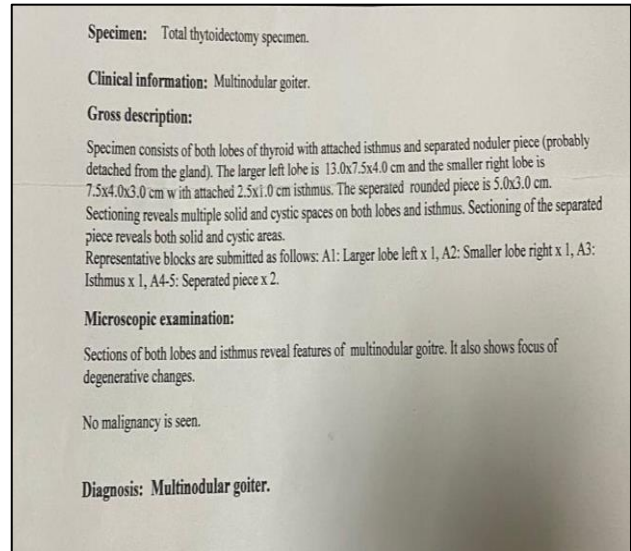 Specimen: Total thytoidectomy specimen.
Clinical information: Multinodular goiter.
Gross description:
Specimen consists of both lobes of thyroid with attached isthmus and separated noduler piece (probably
detached from the gland). The larger left lobe is 13.0x7.5x4.0 cm and the smaller right lobe is
7.5x4.0x3.0 cm w ith attached 2.5x1.0 cm isthmus. The seperated rounded piece is 5.0x3.0 cm.
Sectioning reveals multiple solid and cystic spaces on both lobes and isthmus. Sectioning of the separated
piece reveals both solid and cystic areas.
Representative blocks are submitted as follows: A1: Larger lobe left x 1, A2: Smaller lobe right x 1, A3:
Isthmus x 1, A4-5: Seperated piece x 2.
Microscopic examination:
Sections of both lobes and isthmus reveal features of multinodular goitre. It also shows focus of
degenerative changes.
No malignancy is seen.
Diagnosis: Multinodular goiter.